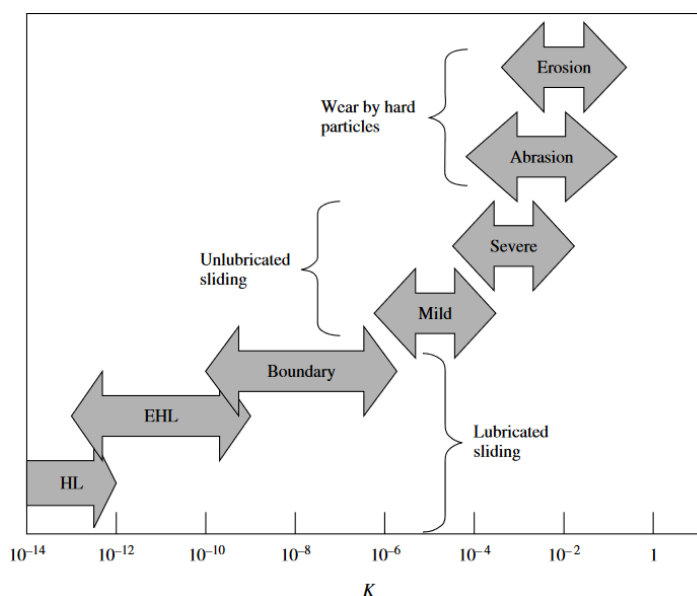 Erosion
Wear by hard
particles
Abrasion
Severe
Unlubricated
sliding
Mild
Boundary
EHL
Lubricated
sliding
HL
10⁻¹⁴ 10⁻¹² 10⁻¹⁰ 10⁻⁸ 10⁻⁶ 10⁻⁴ 10⁻² 1
K